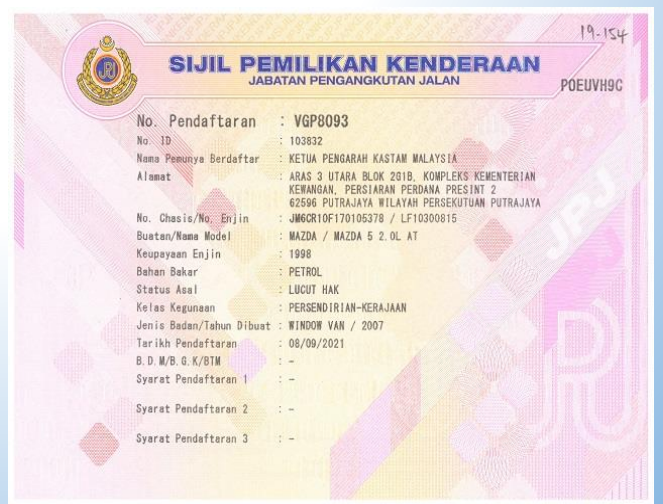 19-154
SIJIL PEMILIKAN KENDERAAN
JABATAN PENGANGKUTAN JALAN
POEUVH9C
No. Pendaftaran : VGP8093
No. ID : 103832
Nama Pemunya Berdaftar : KETUA PENGARAH KASTAM MALAYSIA
Alamat : ARAS 3 UTARA BLOK 2G1B, KOMPLEKS KEMENTERIAN
KEWANGAN, PERSIARAN PERDANA PRESINT 2
62596 PUTRAJAYA WILAYAH PERSEKUTUAN PUTRAJAYA
No. Chasis/No. Enjin : JM6CR10F170105378 / LF10300815
Buatan/Nama Model : MAZDA / MAZDA 5 2.0L AT
Keupayaan Enjin : 1998
Bahan Bakar : PETROL
Status Asal : LUCUT HAK
Kelas Kegunaan : PERSENDIRIAN-KERAJAAN
Jenis Badan/Tahun Dibuat : WINDOW VAN / 2007
Tarikh Pendaftaran : 08/09/2021
B.D.M/B.G.K/BTM : -
Syarat Pendaftaran 1 : -
Syarat Pendaftaran 2 : -
Syarat Pendaftaran 3 : -
JPJ